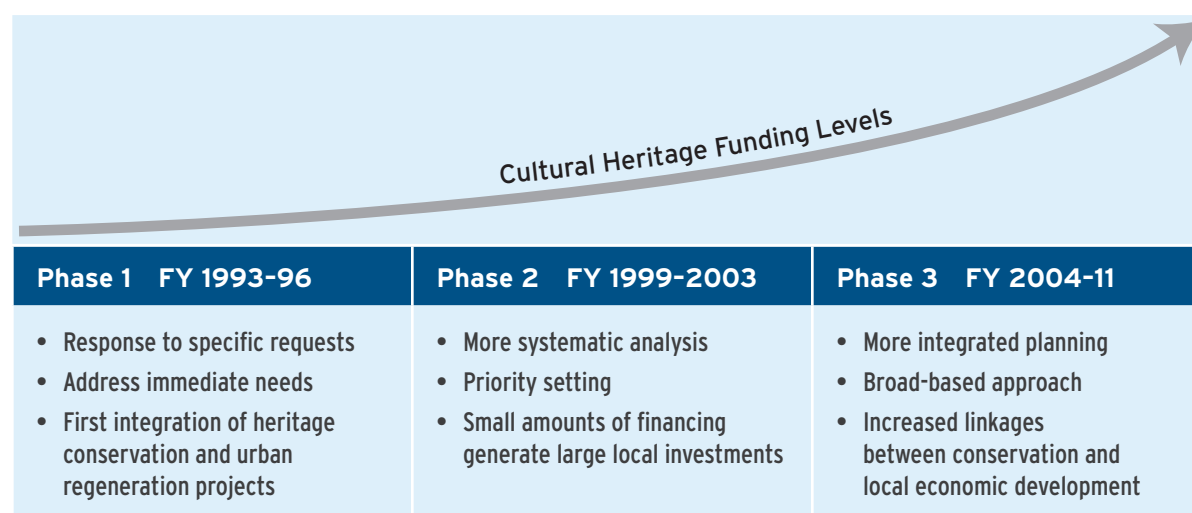 Cultural Heritage Funding Levels
Phase 1 FY 1993–96
• Response to specific requests
• Address immediate needs
• First integration of heritage
conservation and urban
regeneration projects
Phase 2 FY 1999–2003
• More systematic analysis
• Priority setting
• Small amounts of financing
generate large local investments
Phase 3 FY 2004–11
• More integrated planning
• Broad-based approach
• Increased linkages
between conservation and
local economic development